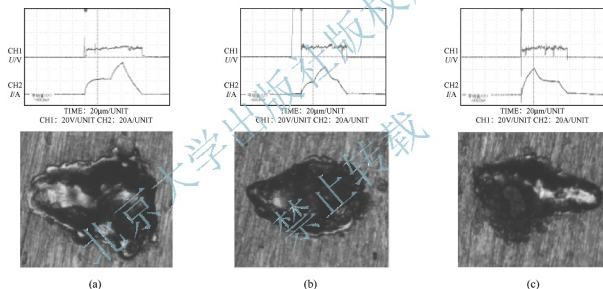 CH1
U/V
CH2
I/A
TIME: 20μm/UNIT
CH1: 20V/UNIT CH2: 20A/UNIT
CH1
U/V
CH2
I/A
TIME: 20μm/UNIT
CH1: 20V/UNIT CH2: 20A/UNIT
CH1
U/V
CH2
I/A
TIME: 20μm/UNIT
CH1: 20V/UNIT CH2: 20A/UNIT
(a)
(b)
(c)
北京大学出版社版权
禁止转载